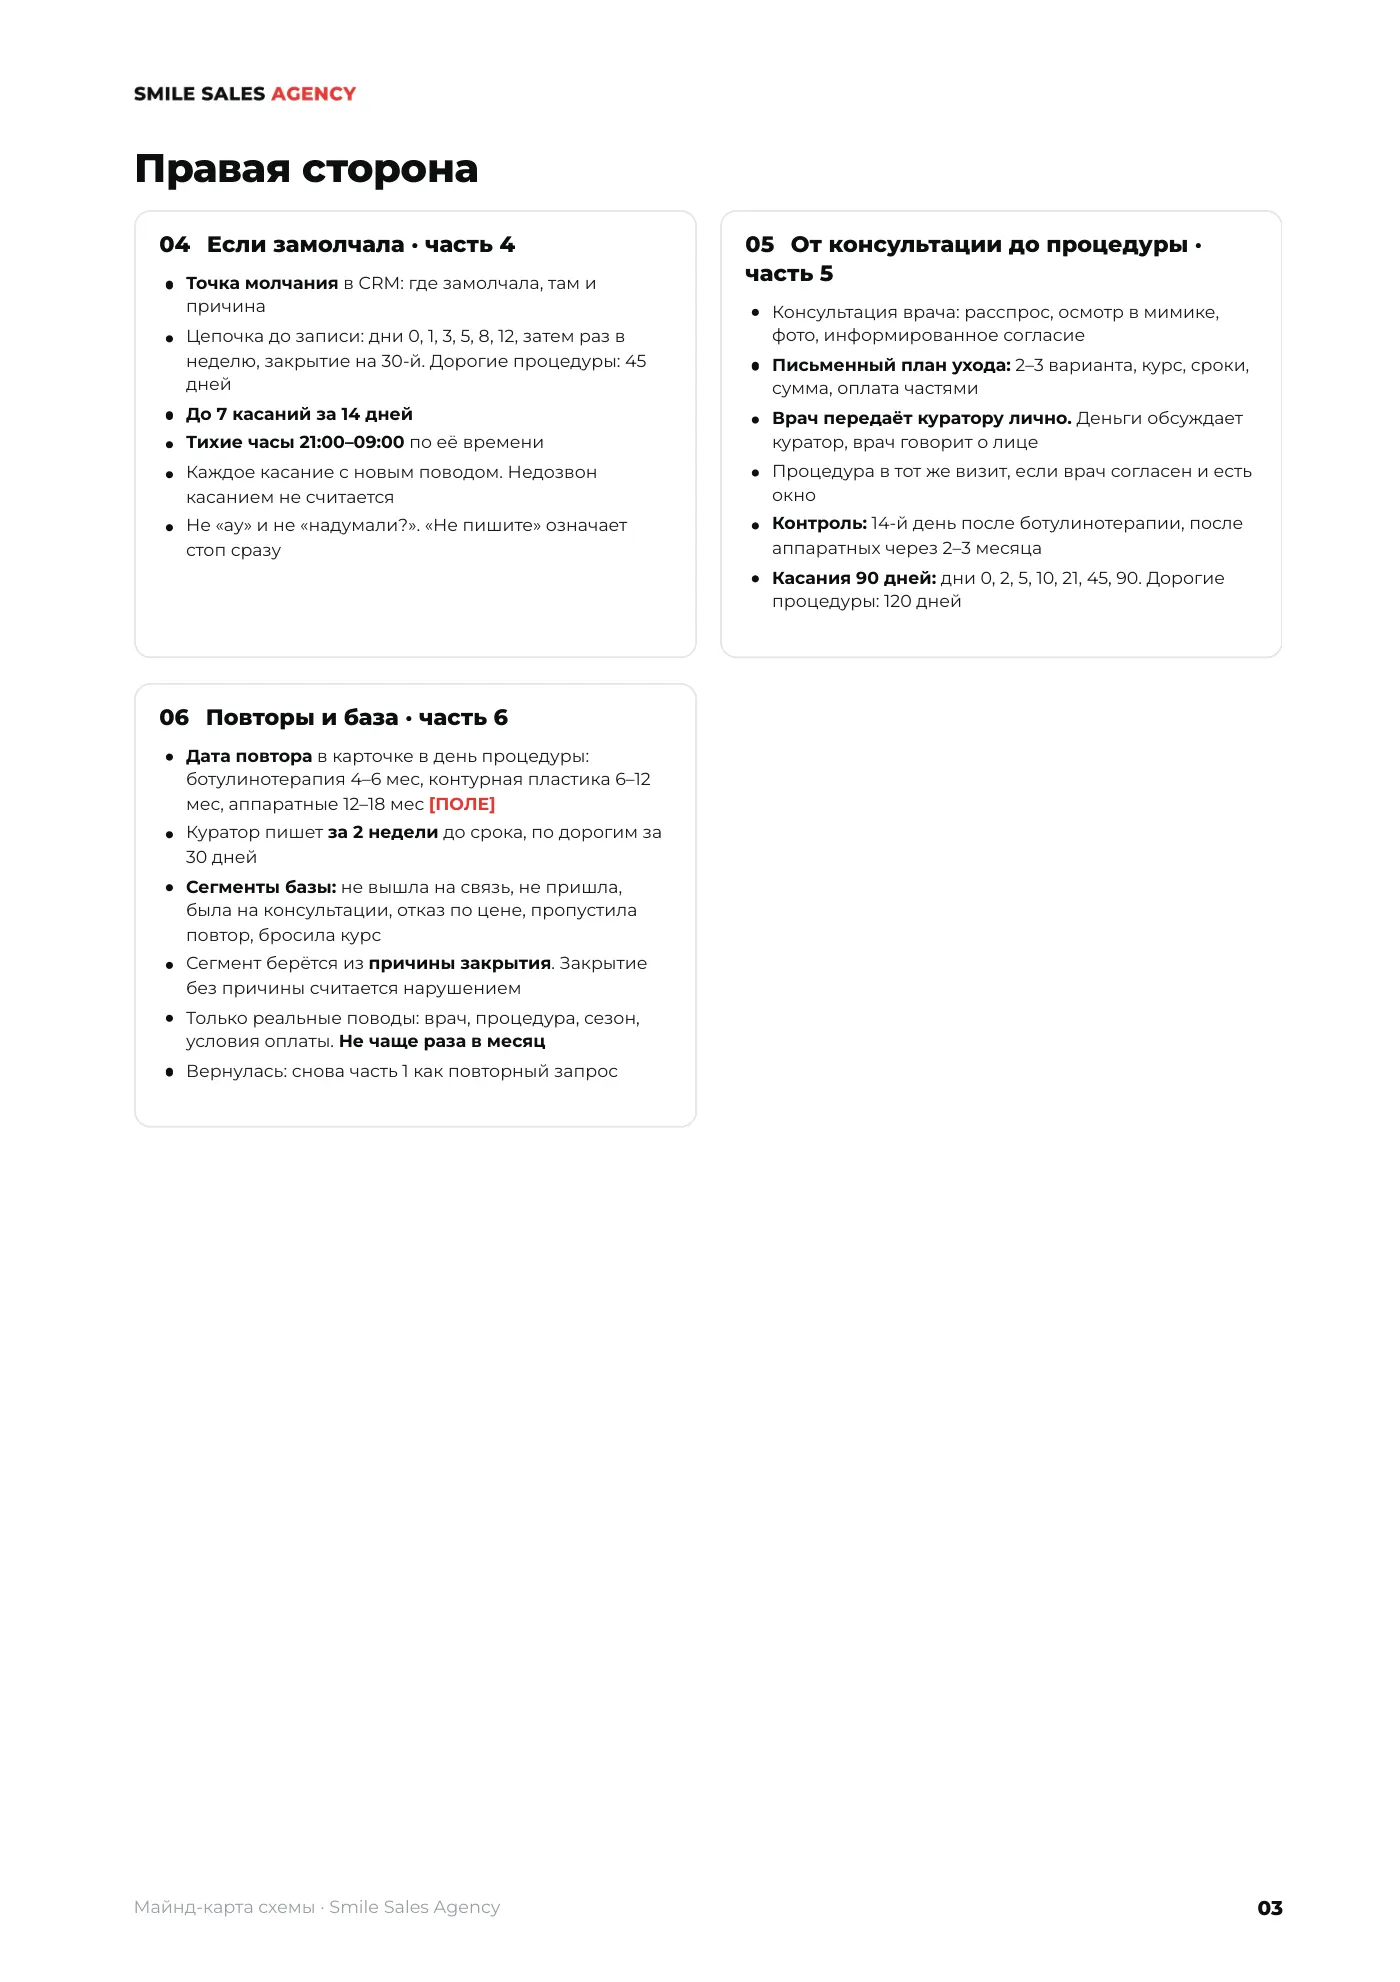 SMILE SALES AGENCY
Правая сторона
04 Если замолчала · часть 4
• Точка молчания в CRM: где замолчала, там и
причина
• Цепочка до записи: дни 0, 1, 3, 5, 8, 12, затем раз в
неделю, закрытие на 30-й. Дорогие процедуры: 45
дней
• До 7 касаний за 14 дней
• Тихие часы 21:00–09:00 по её времени
• Каждое касание с новым поводом. Недозвон
касанием не считается
• Не «ау» и не «надумали?». «Не пишите» означает
стоп сразу
05 От консультации до процедуры ·
часть 5
• Консультация врача: расспрос, осмотр в мимике,
фото, информированное согласие
• Письменный план ухода: 2–3 варианта, курс, сроки,
сумма, оплата частями
• Врач передаёт куратору лично. Деньги обсуждает
куратор, врач говорит о лице
• Процедура в тот же визит, если врач согласен и есть
окно
• Контроль: 14-й день после ботулинотерапии, после
аппаратных через 2–3 месяца
• Касания 90 дней: дни 0, 2, 5, 10, 21, 45, 90. Дорогие
процедуры: 120 дней
06 Повторы и база · часть 6
• Дата повтора в карточке в день процедуры:
ботулинотерапия 4–6 мес, контурная пластика 6–12
мес, аппаратные 12–18 мес [ПОЛЕ]
• Куратор пишет за 2 недели до срока, по дорогим за
30 дней
• Сегменты базы: не вышла на связь, не пришла,
была на консультации, отказ по цене, пропустила
повтор, бросила курс
• Сегмент берётся из причины закрытия. Закрытие
без причины считается нарушением
• Только реальные поводы: врач, процедура, сезон,
условия оплаты. Не чаще раза в месяц
• Вернулась: снова часть 1 как повторный запрос
Майнд-карта схемы · Smile Sales Agency
03